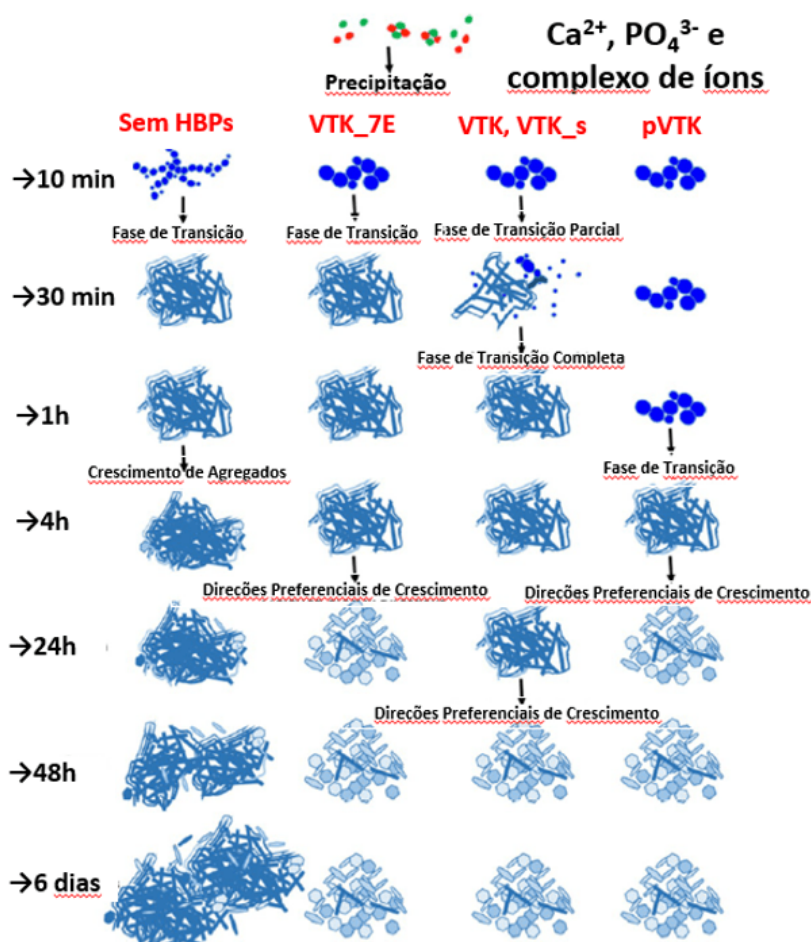 Ca²⁺, PO₄³⁻ e
complexo de íons
Precipitação
Sem HBPs VTK_7E VTK, VTK_s pVTK
→10 min
Fase de Transição Fase de Transição Fase de Transição Parcial
→30 min
Fase de Transição Completa
→1h
Crescimento de Agregados Fase de Transição
→4h
Direções Preferenciais de Crescimento Direções Preferenciais de Crescimento
→24h
Direções Preferenciais de Crescimento
→48h
→6 dias